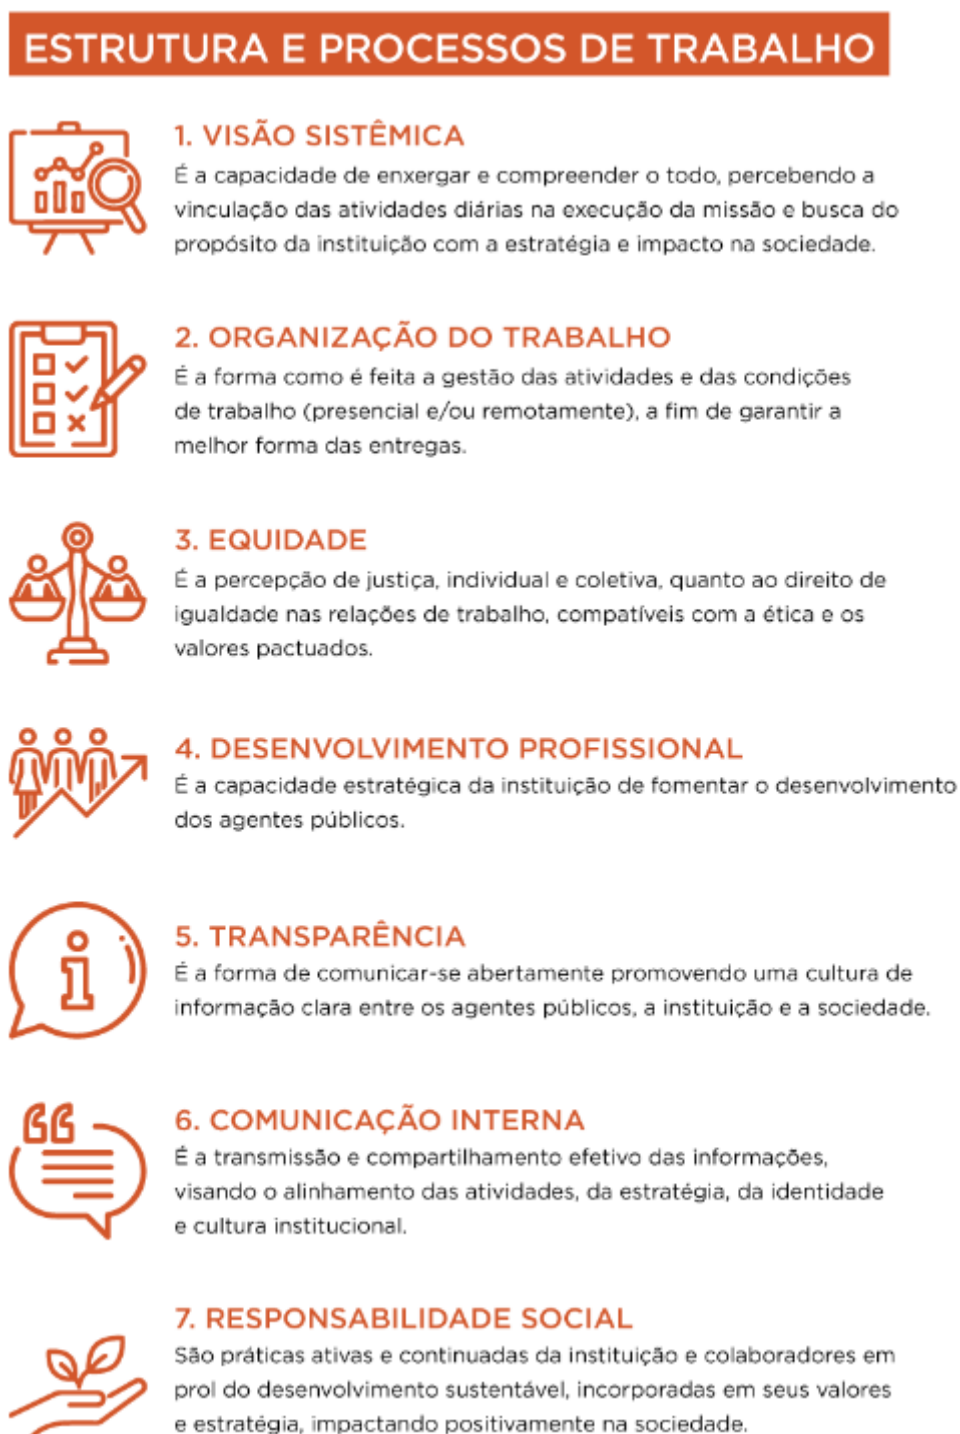 ESTRUTURA E PROCESSOS DE TRABALHO
1. VISÃO SISTÊMICA
É a capacidade de enxergar e compreender o todo, percebendo a
vinculação das atividades diárias na execução da missão e busca do
propósito da instituição com a estratégia e impacto na sociedade.
2. ORGANIZAÇÃO DO TRABALHO
É a forma como é feita a gestão das atividades e das condições
de trabalho (presencial e/ou remotamente), a fim de garantir a
melhor forma das entregas.
3. EQUIDADE
É a percepção de justiça, individual e coletiva, quanto ao direito de
igualdade nas relações de trabalho, compatíveis com a ética e os
valores pactuados.
4. DESENVOLVIMENTO PROFISSIONAL
É a capacidade estratégica da instituição de fomentar o desenvolvimento
dos agentes públicos.
5. TRANSPARÊNCIA
É a forma de comunicar-se abertamente promovendo uma cultura de
informação clara entre os agentes públicos, a instituição e a sociedade.
6. COMUNICAÇÃO INTERNA
É a transmissão e compartilhamento efetivo das informações,
visando o alinhamento das atividades, da estratégia, da identidade
e cultura institucional.
7. RESPONSABILIDADE SOCIAL
São práticas ativas e continuadas da instituição e colaboradores em
prol do desenvolvimento sustentável, incorporadas em seus valores
e estratégia, impactando positivamente na sociedade.